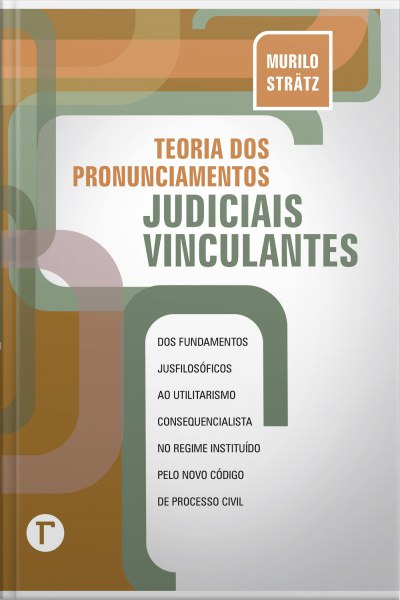 MURILO
STRÄTZ
TEORIA DOS
PRONUNCIAMENTOS
JUDICIAIS
VINCULANTES
DOS FUNDAMENTOS
JUSFILOSÓFICOS
AO UTILITARISMO
CONSEQUENCIALISTA
NO REGIME INSTITUÍDO
PELO NOVO CÓDIGO
DE PROCESSO CIVIL